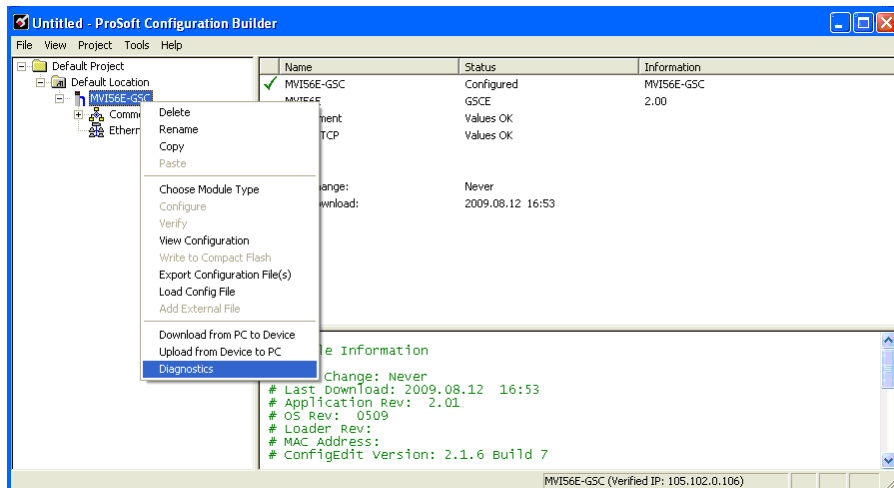 Untitled - ProSoft Configuration Builder
File View Project Tools Help
Default Project
Default Location
MVI56E-GSC
Comme
Ethern
Delete
Rename
Copy
Paste
Choose Module Type
Configure
Verify
View Configuration
Write to Compact Flash
Export Configuration File(s)
Load Config File
Add External File
Download from PC to Device
Upload from Device to PC
Diagnostics
Name Status Information
MVI56E-GSC Configured MVI56E-GSC
MVI56E GSCE 2.00
ment Values OK
TCP Values OK
ange: Never
wnload: 2009.08.12 16:53
e Information
Change: Never
# Last Download: 2009.08.12 16:53
# Application Rev: 2.01
# OS Rev: 0509
# Loader Rev:
# MAC Address:
# ConfigEdit Version: 2.1.6 Build 7
MVI56E-GSC (Verified IP: 105.102.0.106)